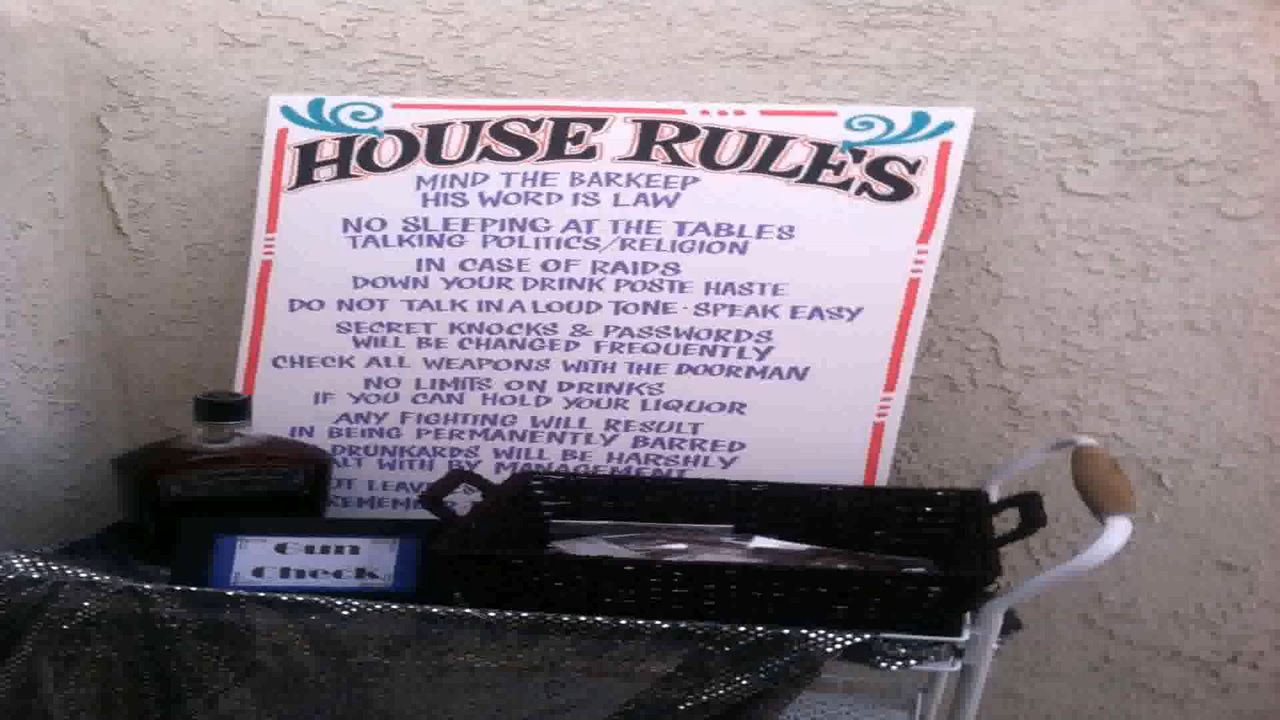 HOUSE RULES
MIND THE BARKEEP
HIS WORD IS LAW
NO SLEEPING AT THE TABLES
TALKING POLITICS/RELIGION
IN CASE OF RAIDS
DOWN YOUR DRINK POSTE HASTE
DO NOT TALK IN A LOUD TONE · SPEAK EASY
SECRET KNOCKS & PASSWORDS
WILL BE CHANGED FREQUENTLY
CHECK ALL WEAPONS WITH THE DOORMAN
NO LIMITS ON DRINKS
IF YOU CAN HOLD YOUR LIQUOR
ANY FIGHTING WILL RESULT
IN BEING PERMANENTLY BARRED
DRUNKARDS WILL BE HARSHLY
WITH BY MANAGEMENT
Gun
Check